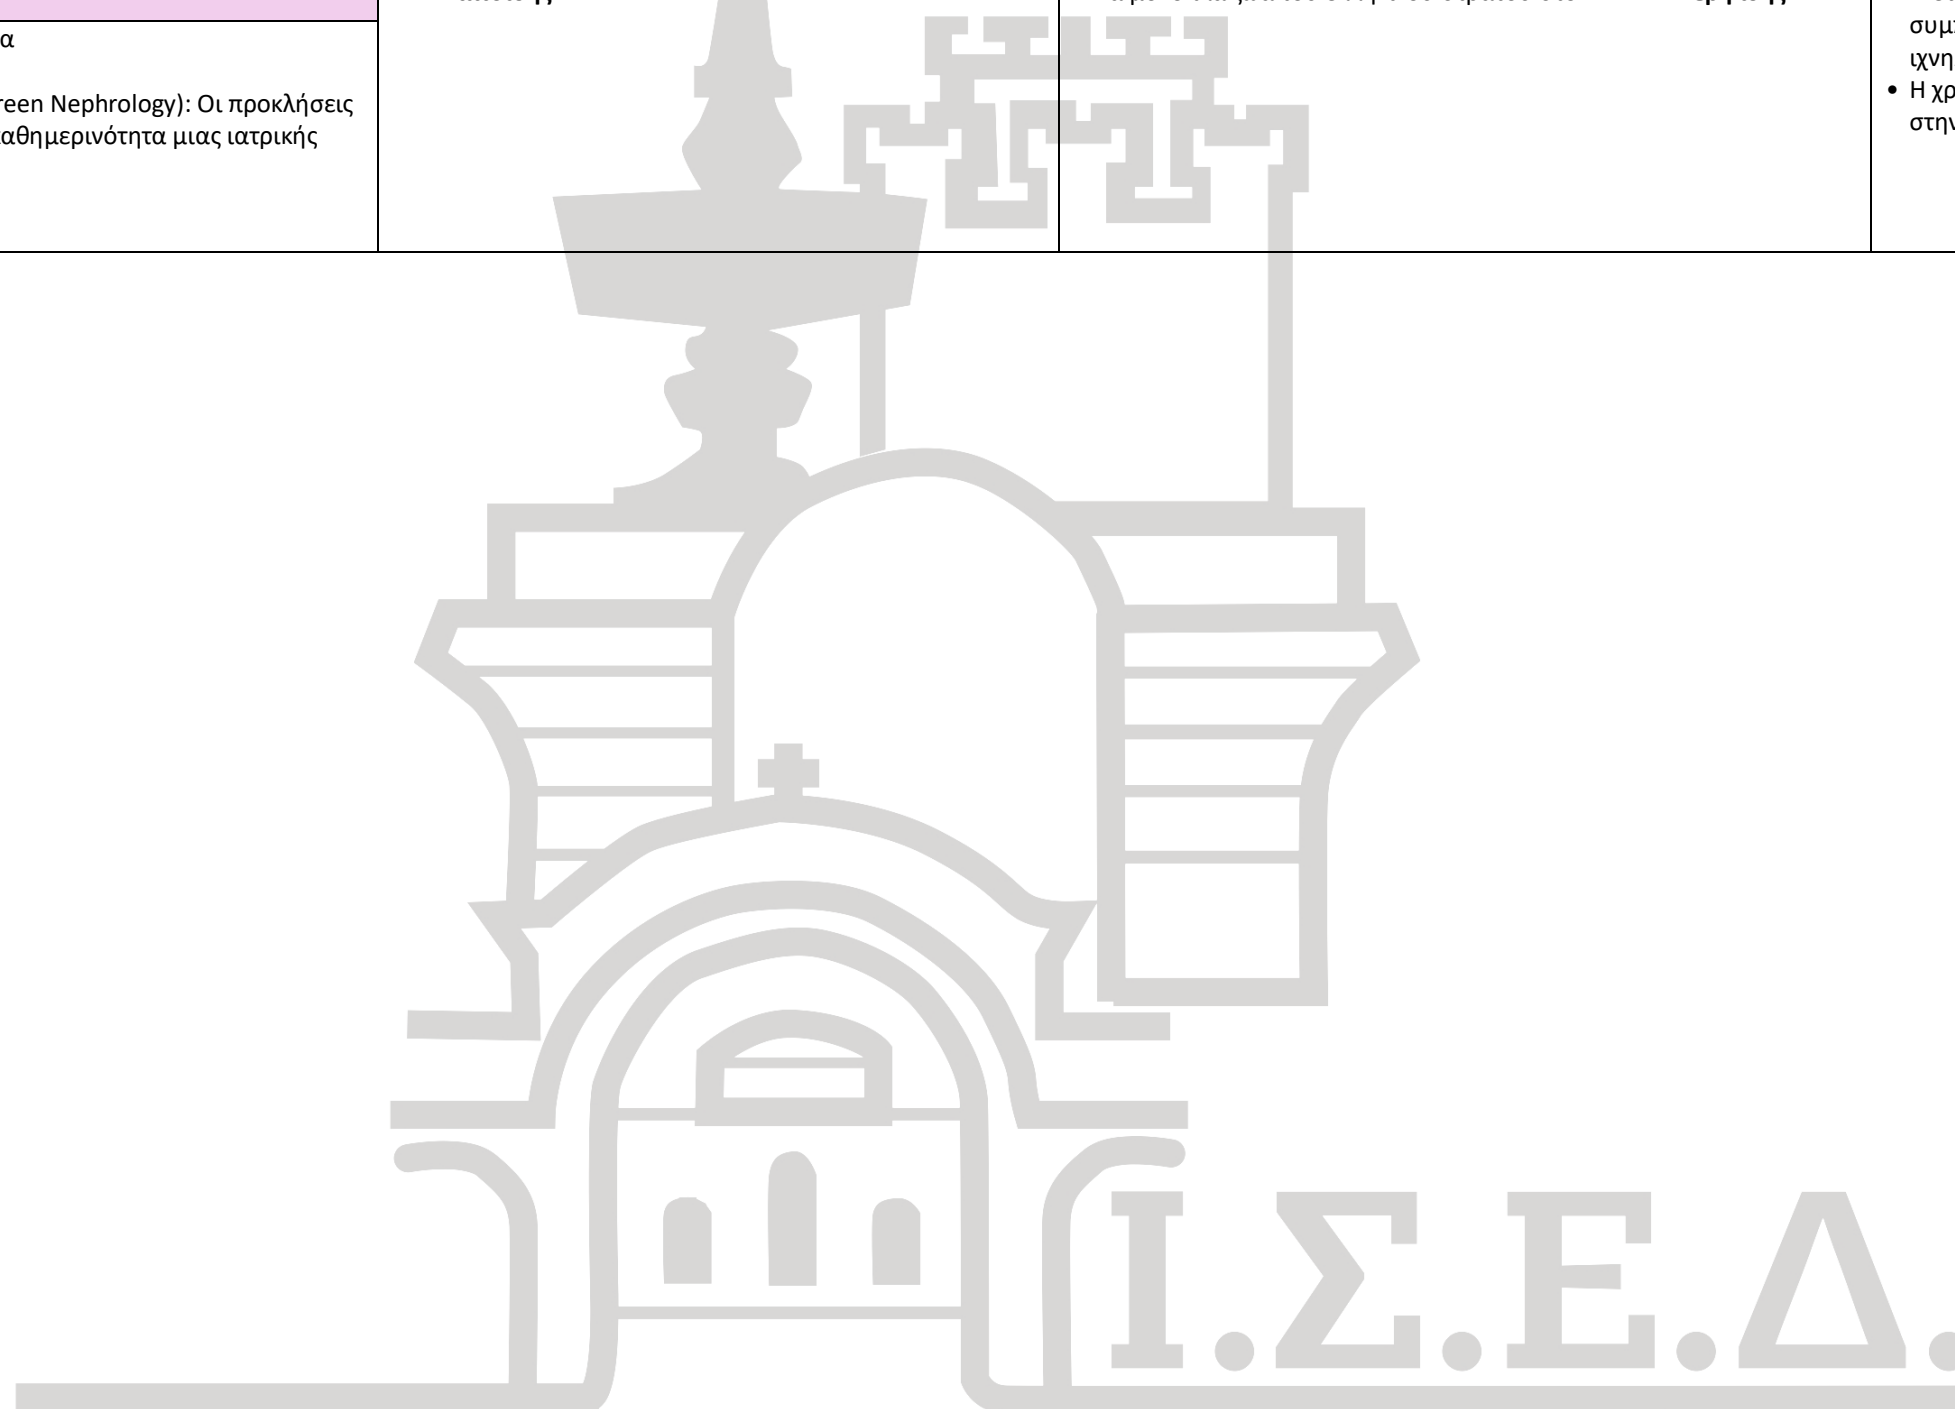 α
reen Nephrology): Οι προκλήσεις
αθημερινότητα μιας ιατρικής
συμ
ιχνη
• Η χρ
στην
Ι.Σ.Ε.Δ.